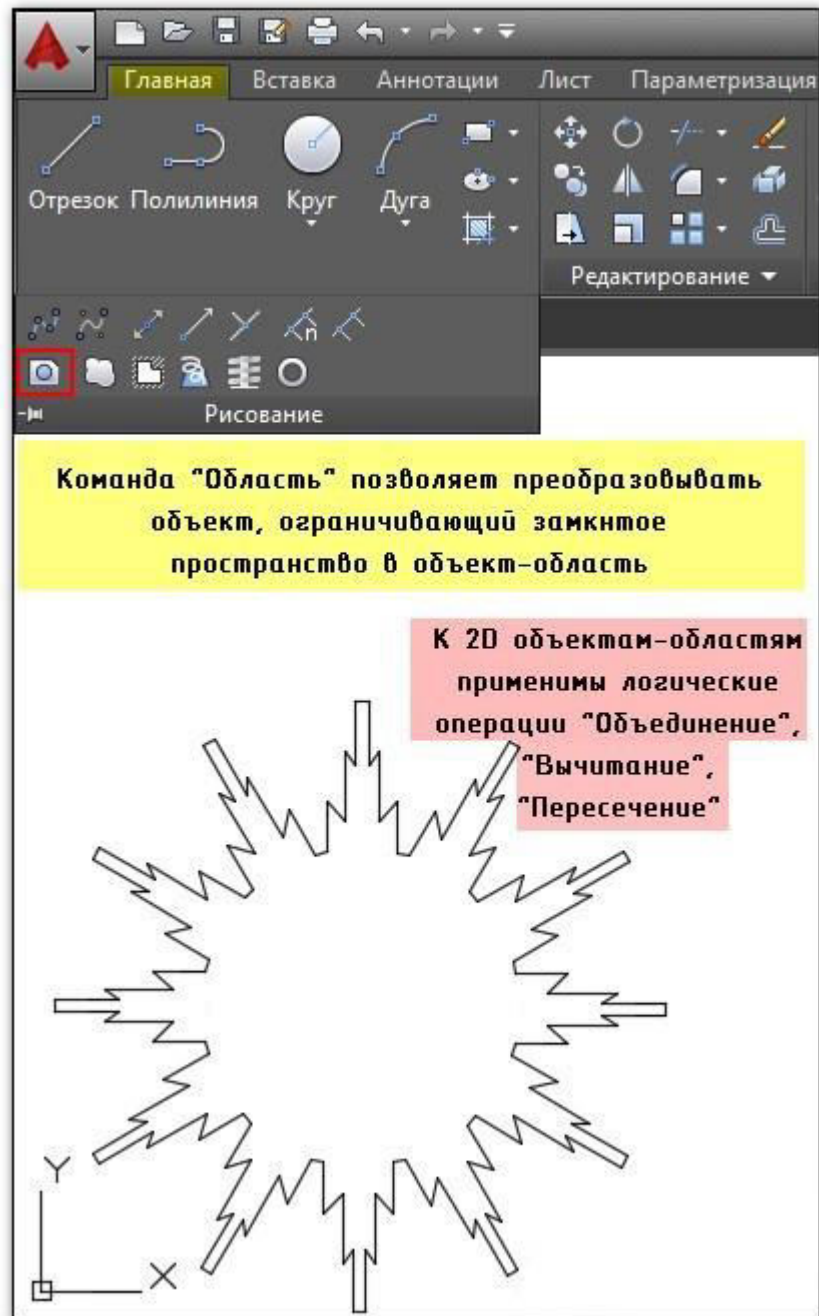 Главная Вставка Аннотации Лист Параметризация
Отрезок Полилиния Круг Дуга
Редактирование
n
Рисование
Команда "Область" позволяет преобразовывать
объект, ограничивающий замкнтое
пространство в объект-область
К 2D объектам-областям
применимы логические
операции "Объединение",
"Вычитание",
"Пересечение"
Y
X